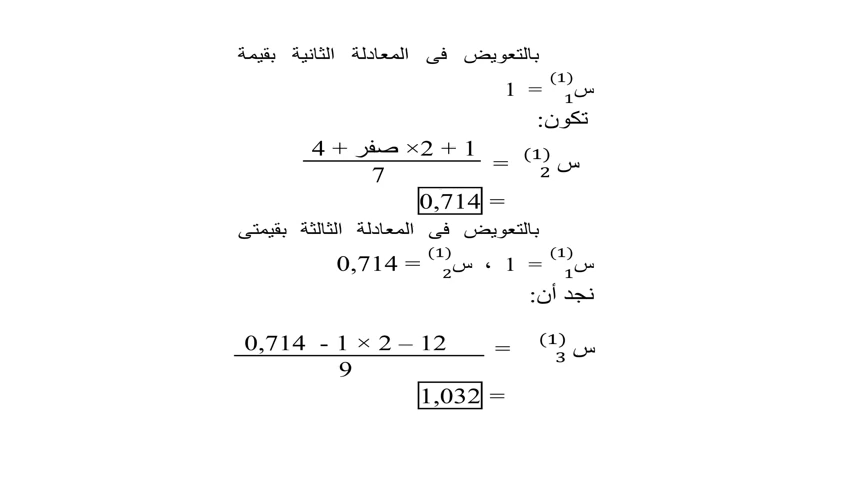 بالتعويض فى المعادلة الثانية بقيمة
س₁⁽¹⁾ = 1
تكون:
س₂⁽¹⁾ = 1 + 2× صفر + 4
7
= 0,714
بالتعويض فى المعادلة الثالثة بقيمتى
س₁⁽¹⁾ = 1 ، س₂⁽¹⁾ = 0,714
نجد أن:
س₃⁽¹⁾ = 12 – 2 × 1 - 0,714
9
= 1,032